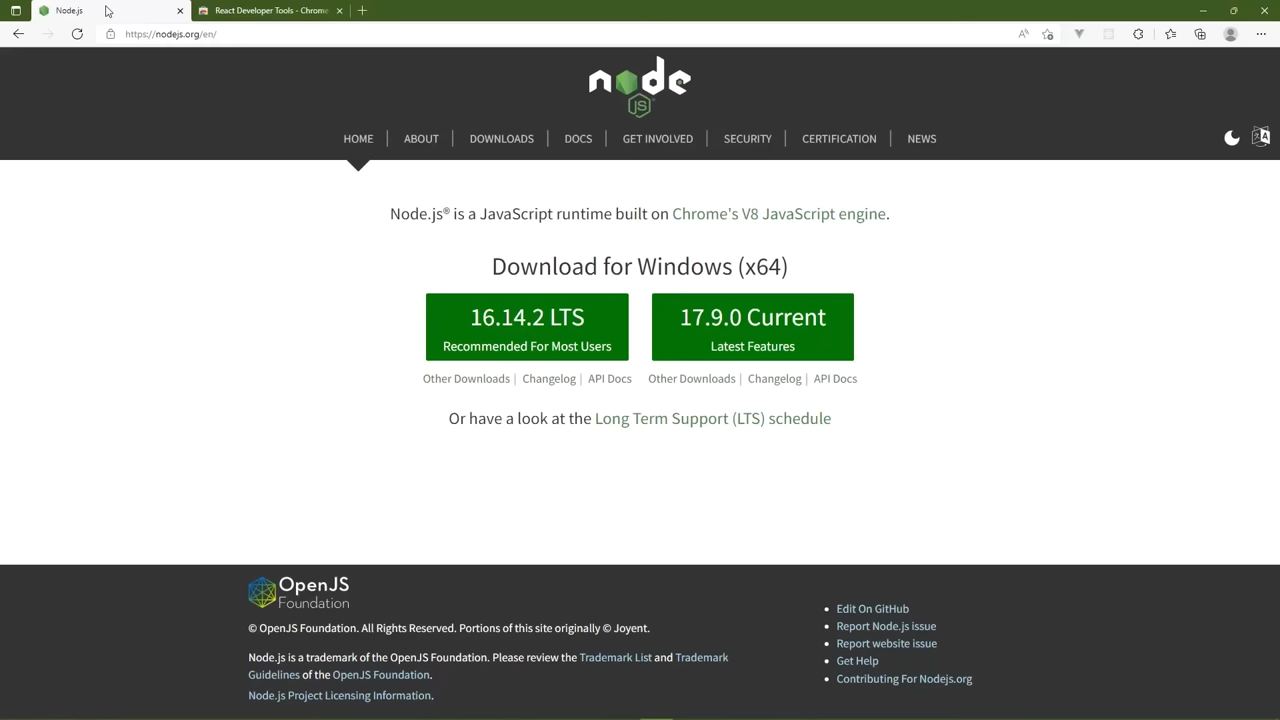 Node.js
React Developer Tools - Chrome
https://nodejs.org/en/
node
JS
HOME
ABOUT
DOWNLOADS
DOCS
GET INVOLVED
SECURITY
CERTIFICATION
NEWS
Node.js® is a JavaScript runtime built on Chrome's V8 JavaScript engine.
Download for Windows (x64)
16.14.2 LTS
Recommended For Most Users
17.9.0 Current
Latest Features
Other Downloads | Changelog | API Docs
Other Downloads | Changelog | API Docs
Or have a look at the Long Term Support (LTS) schedule
OpenJS
Foundation
© OpenJS Foundation. All Rights Reserved. Portions of this site originally © Joyent.
Node.js is a trademark of the OpenJS Foundation. Please review the Trademark List and Trademark
Guidelines of the OpenJS Foundation.
Node.js Project Licensing Information.
Edit On GitHub
Report Node.js issue
Report website issue
Get Help
Contributing For Nodejs.org